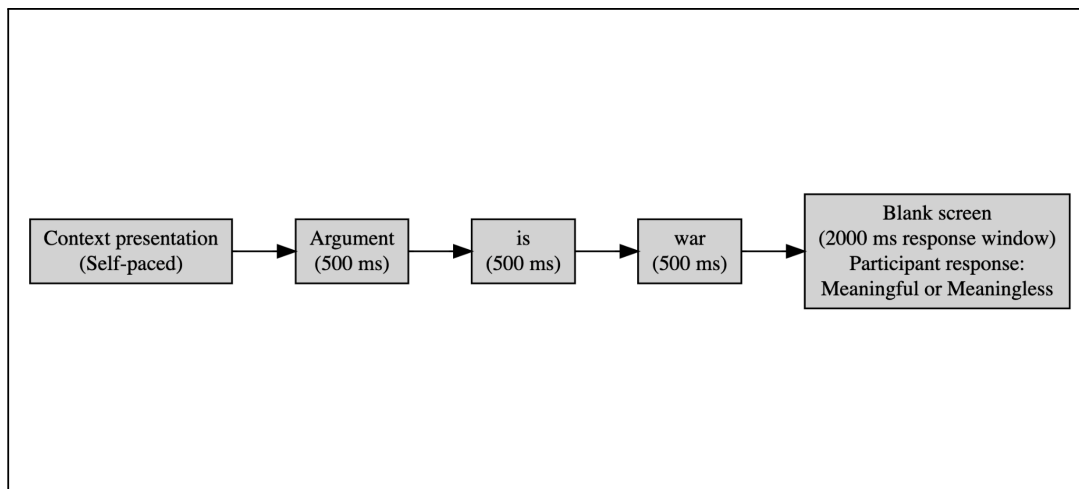 Context presentation
(Self-paced)
Argument
(500 ms)
is
(500 ms)
war
(500 ms)
Blank screen
(2000 ms response window)
Participant response:
Meaningful or Meaningless